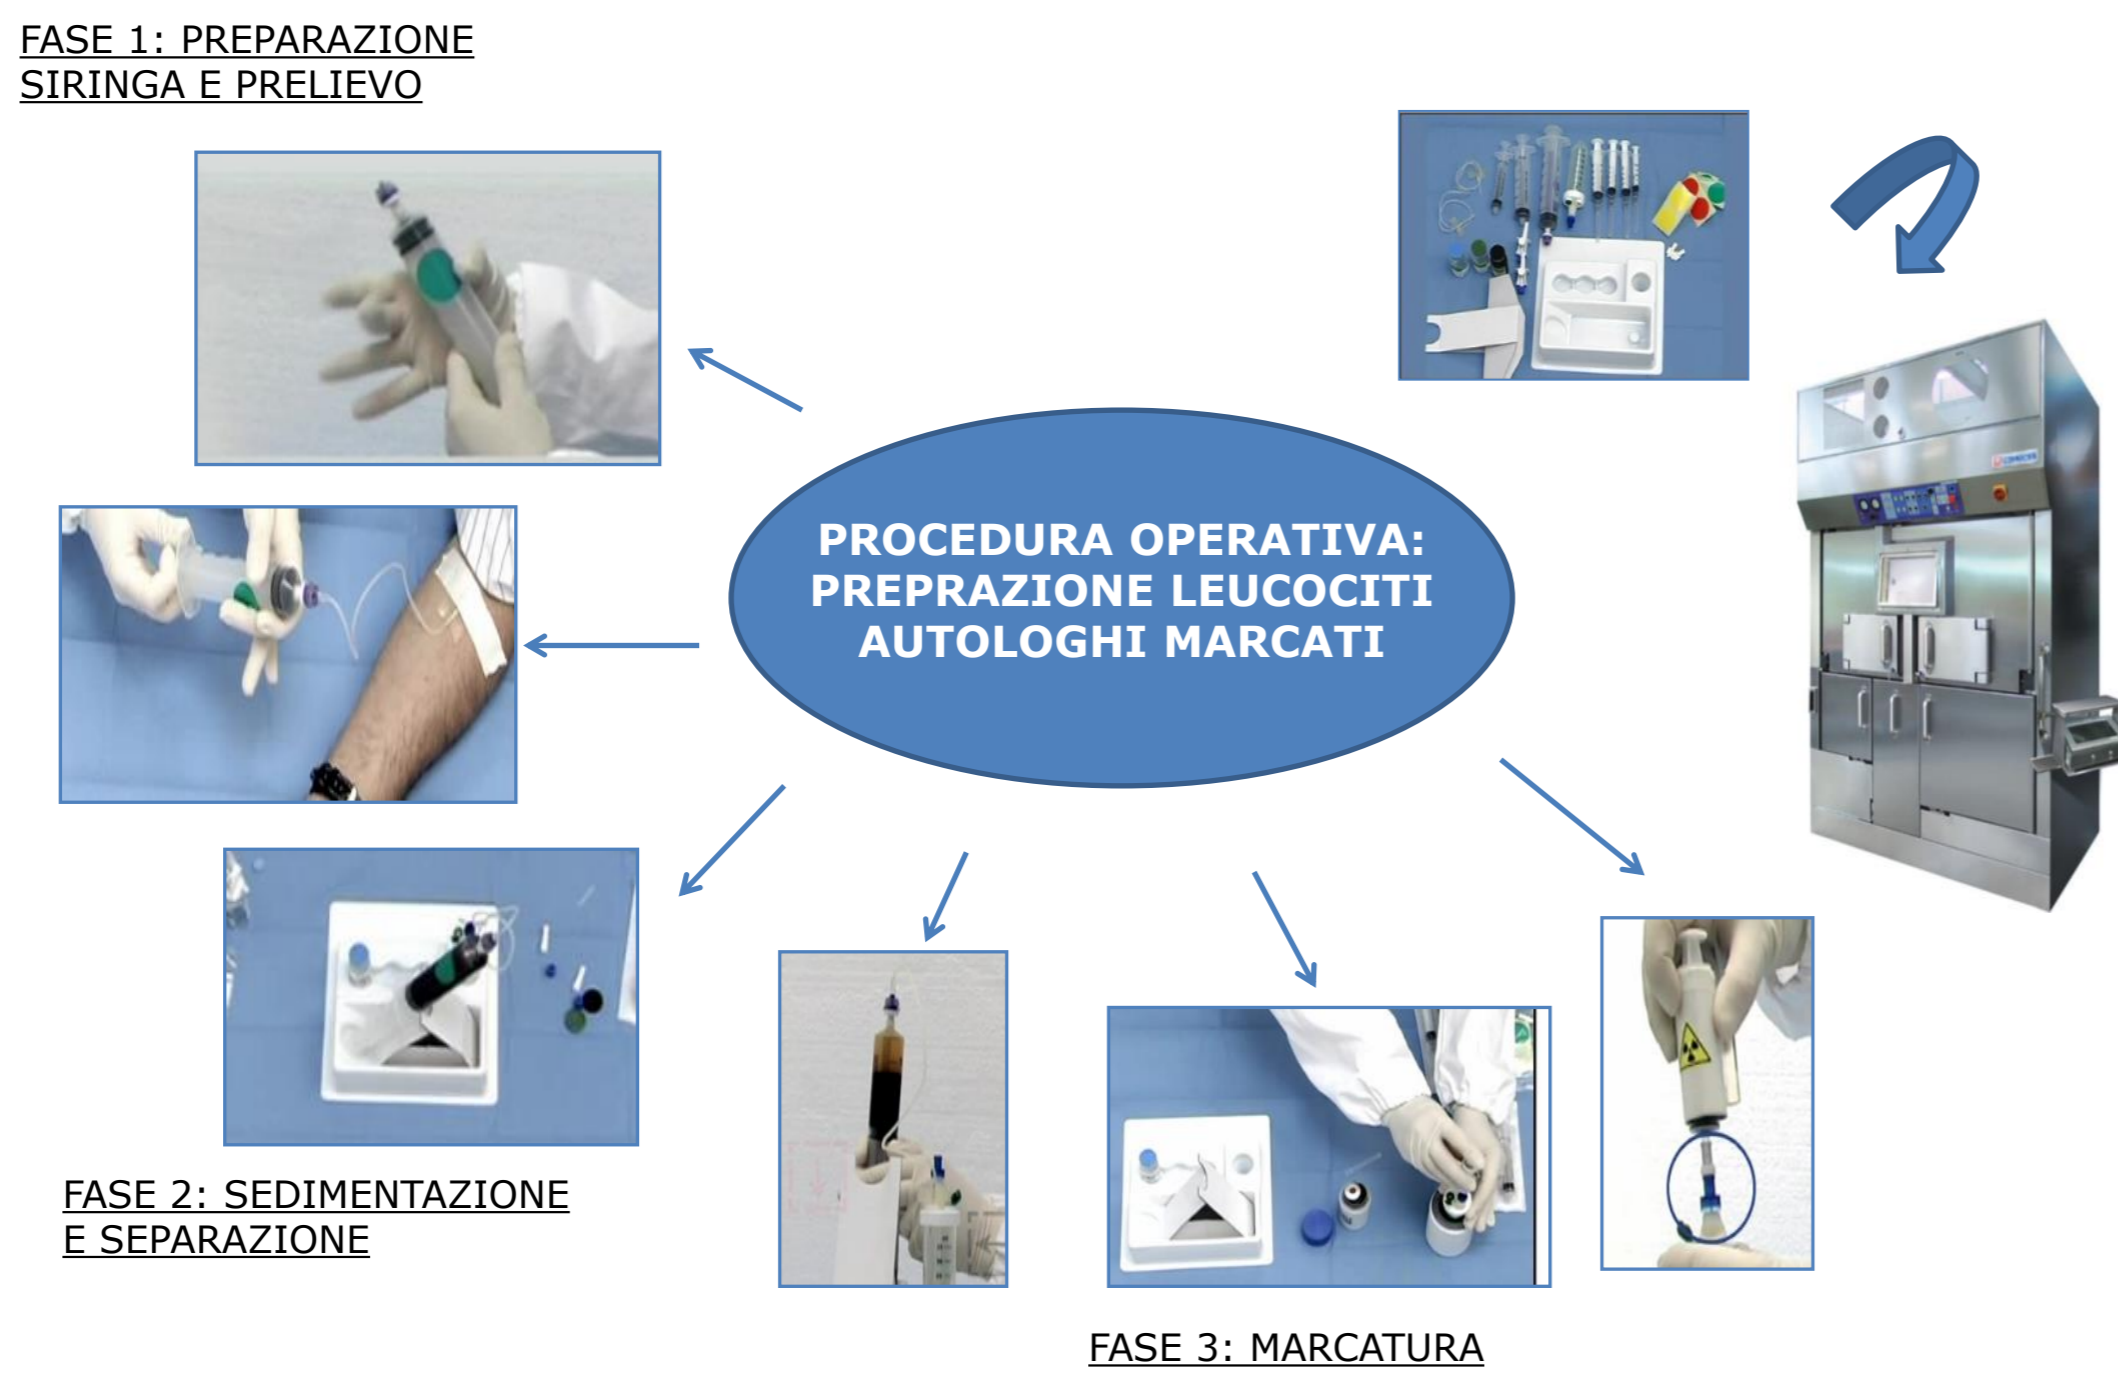 FASE 1: PREPARAZIONE
SIRINGA E PRELIEVO
PROCEDURA OPERATIVA:
PREPRAZIONE LEUCOCITI
AUTOLOGHI MARCATI
FASE 2: SEDIMENTAZIONE
E SEPARAZIONE
FASE 3: MARCATURA